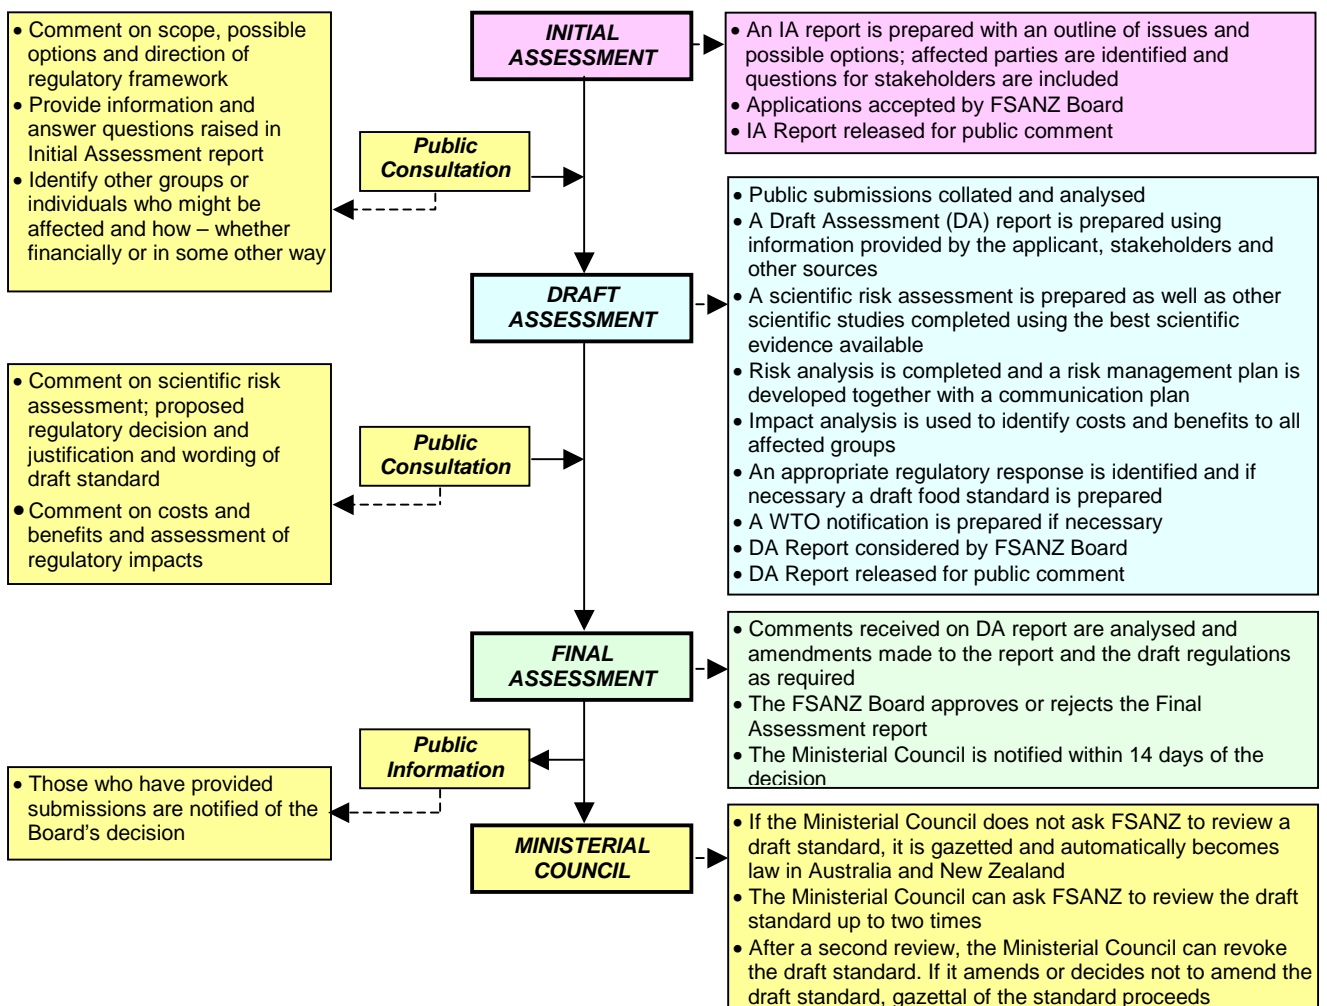 • Comment on scope, possible
options and direction of
regulatory framework
• Provide information and
answer questions raised in
Initial Assessment report
• Identify other groups or
individuals who might be
affected and how – whether
financially or in some other way
INITIAL
ASSESSMENT
• An IA report is prepared with an outline of issues and
possible options; affected parties are identified and
questions for stakeholders are included
• Applications accepted by FSANZ Board
• IA Report released for public comment
Public
Consultation
DRAFT
ASSESSMENT
• Public submissions collated and analysed
• A Draft Assessment (DA) report is prepared using
information provided by the applicant, stakeholders and
other sources
• A scientific risk assessment is prepared as well as other
scientific studies completed using the best scientific
evidence available
• Risk analysis is completed and a risk management plan is
developed together with a communication plan
• Impact analysis is used to identify costs and benefits to all
affected groups
• An appropriate regulatory response is identified and if
necessary a draft food standard is prepared
• A WTO notification is prepared if necessary
• DA Report considered by FSANZ Board
• DA Report released for public comment
• Comment on scientific risk
assessment; proposed
regulatory decision and
justification and wording of
draft standard
• Comment on costs and
benefits and assessment of
regulatory impacts
Public
Consultation
FINAL
ASSESSMENT
• Comments received on DA report are analysed and
amendments made to the report and the draft regulations
as required
• The FSANZ Board approves or rejects the Final
Assessment report
• The Ministerial Council is notified within 14 days of the
decision
Public
Information
• Those who have provided
submissions are notified of the
Board's decision
MINISTERIAL
COUNCIL
• If the Ministerial Council does not ask FSANZ to review a
draft standard, it is gazetted and automatically becomes
law in Australia and New Zealand
• The Ministerial Council can ask FSANZ to review the draft
standard up to two times
• After a second review, the Ministerial Council can revoke
the draft standard. If it amends or decides not to amend the
draft standard, gazettal of the standard proceeds